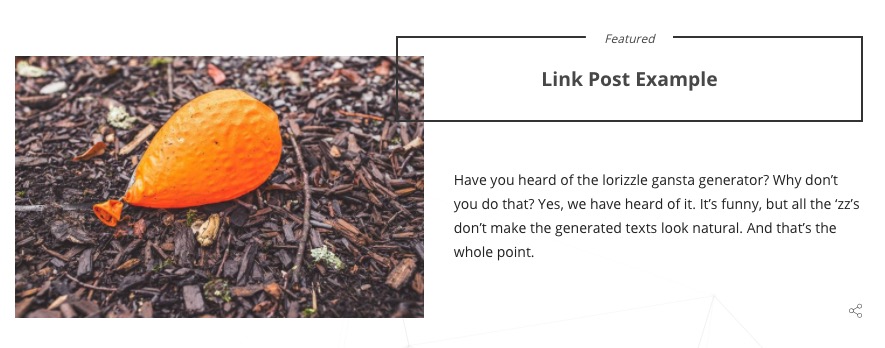 Featured
Link Post Example
Have you heard of the lorizzle gansta generator? Why don’t
you do that? Yes, we have heard of it. It’s funny, but all the ‘zz’s
don’t make the generated texts look natural. And that’s the
whole point.